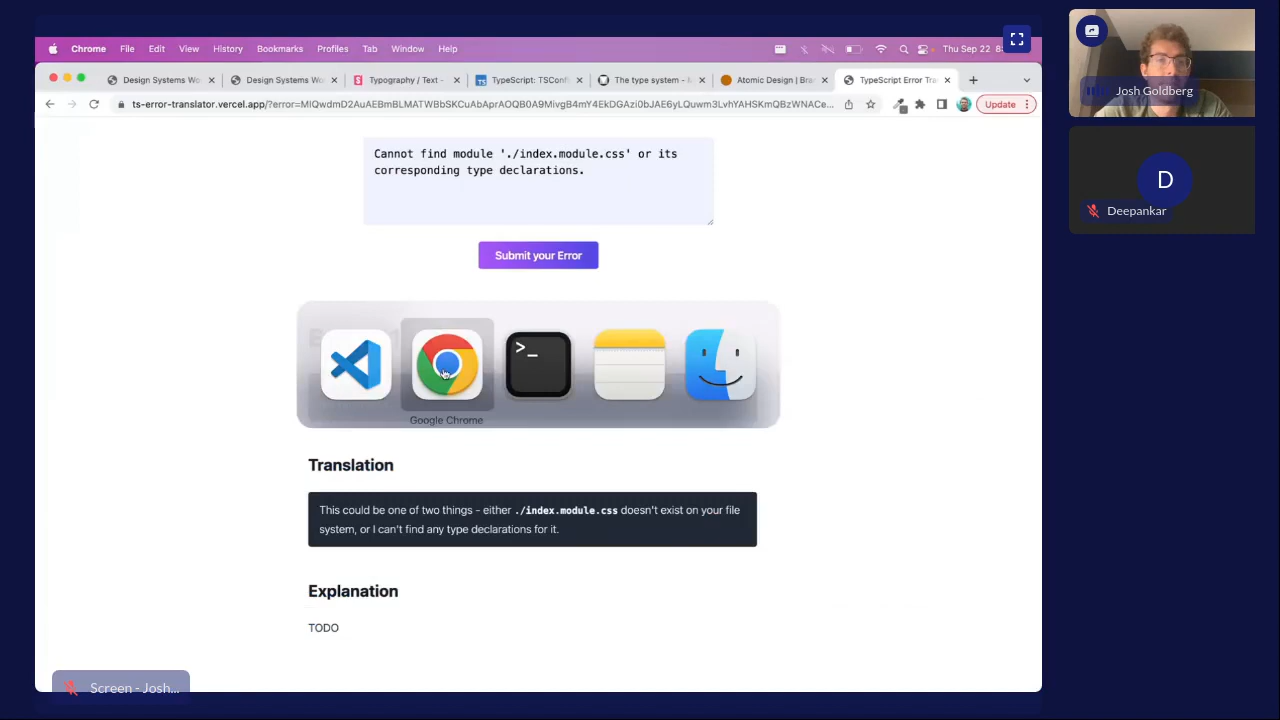 Chrome File Edit View History Bookmarks Profiles Tab Window Help Thu Sep 22
Design Systems Wo Design Systems Wo Typography / Text - TypeScript: TSConf The type system - Atomic Design | Bra TypeScript Error Tra
ts-error-translator.vercel.app/?error=MIQwdmD2AuAEBmBLMATWBbSKCuAbAprAOQB0A9MivgB4mY4EkDGAzi0bJAE6yLQuwm3LvhYAHSKmQBzWNACe... Update
Cannot find module './index.module.css' or its
corresponding type declarations.
Submit your Error
Google Chrome
Translation
This could be one of two things - either ./index.module.css doesn't exist on your file
system, or I can't find any type declarations for it.
Explanation
TODO
Screen - Josh...
Josh Goldberg
D
Deepankar